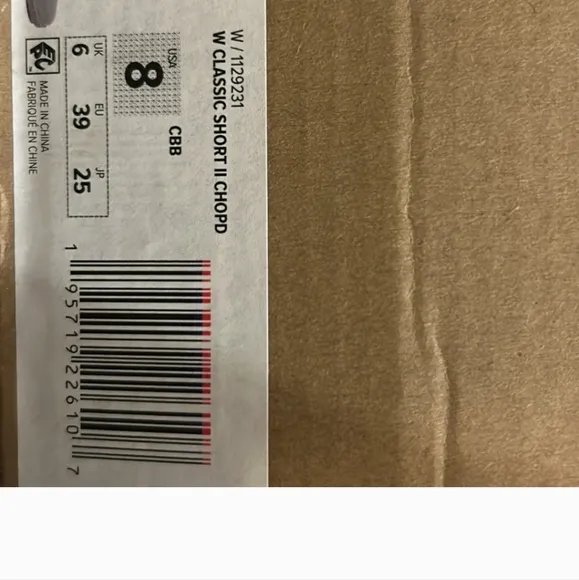 W / 1129231
W CLASSIC SHORT II CHOPD
USA
8
CBB
UK EU JP
6 39 25
MADE IN CHINA
FABRIQUÉ EN CHINE
1 95719 22610 7